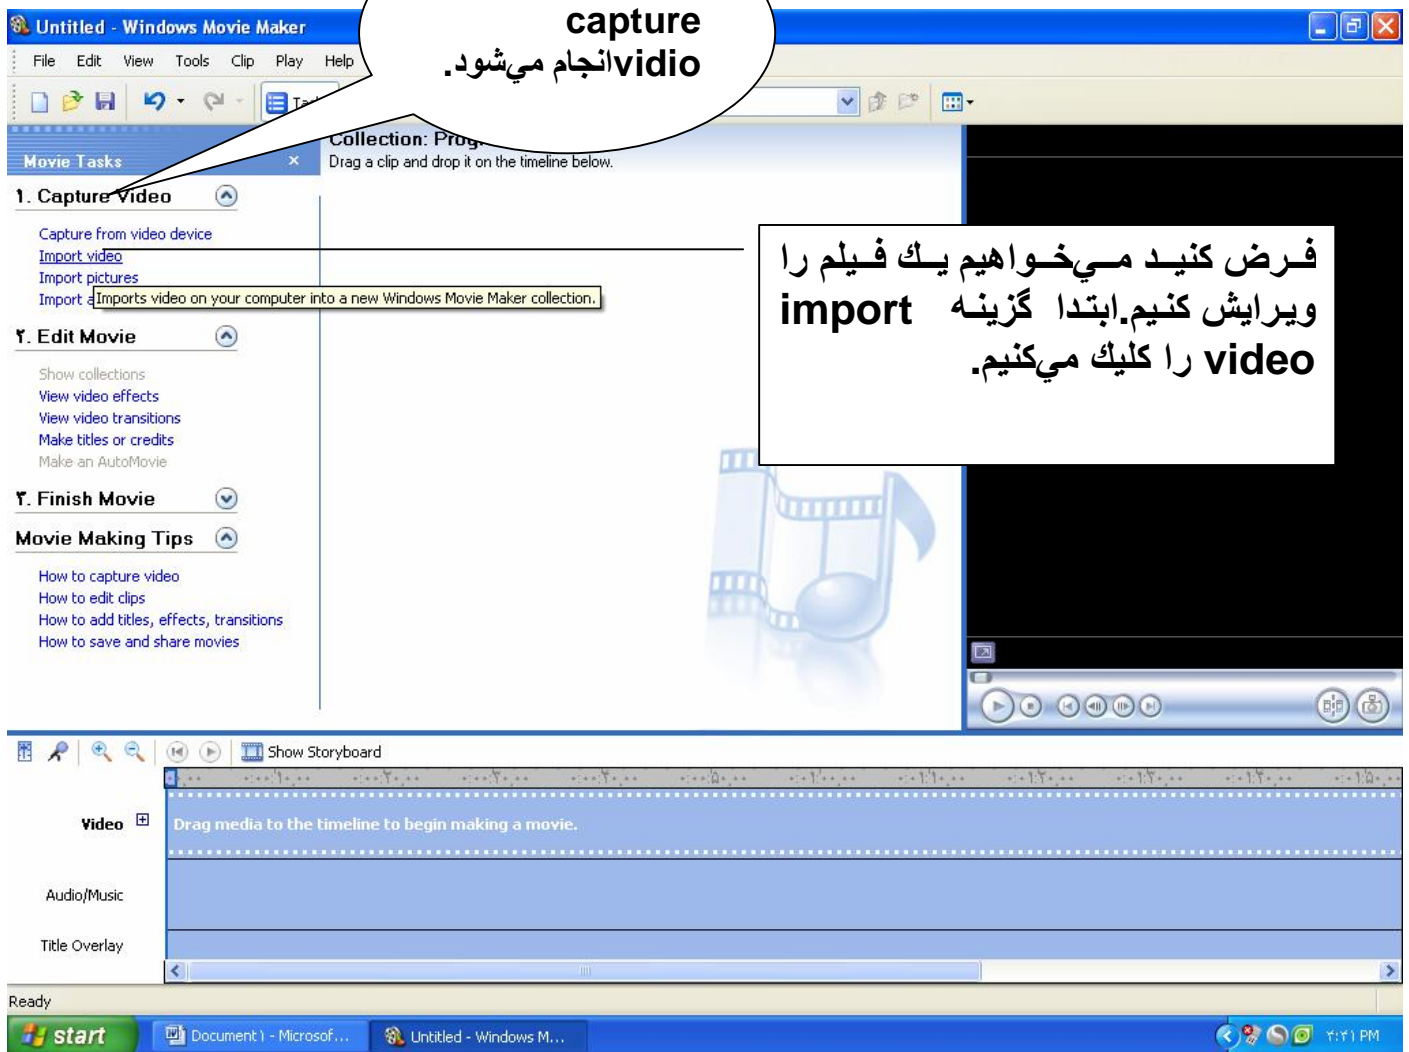 Untitled - Windows Movie Maker
capture
vidioانجام مي‌شود.
File Edit View Tools Clip Play Help
Collection:
Drag a clip and drop it on the timeline below.
Movie Tasks
۱. Capture Video
Capture from video device
Import video
Import pictures
Import
Imports video on your computer into a new Windows Movie Maker collection.
فرض كنيد مي‌خواهيم يك فيلم را
ويرايش كنيم.ابتدا گزينه import
video را كليك مي‌كنيم.
۲. Edit Movie
Show collections
View video effects
View video transitions
Make titles or credits
Make an AutoMovie
۳. Finish Movie
Movie Making Tips
How to capture video
How to edit clips
How to add titles, effects, transitions
How to save and share movies
Show Storyboard
Video
Drag media to the timeline to begin making a movie.
Audio/Music
Title Overlay
Ready
start
Document۱ - Microsof...
Untitled - Windows M...
۴:۴۱ PM